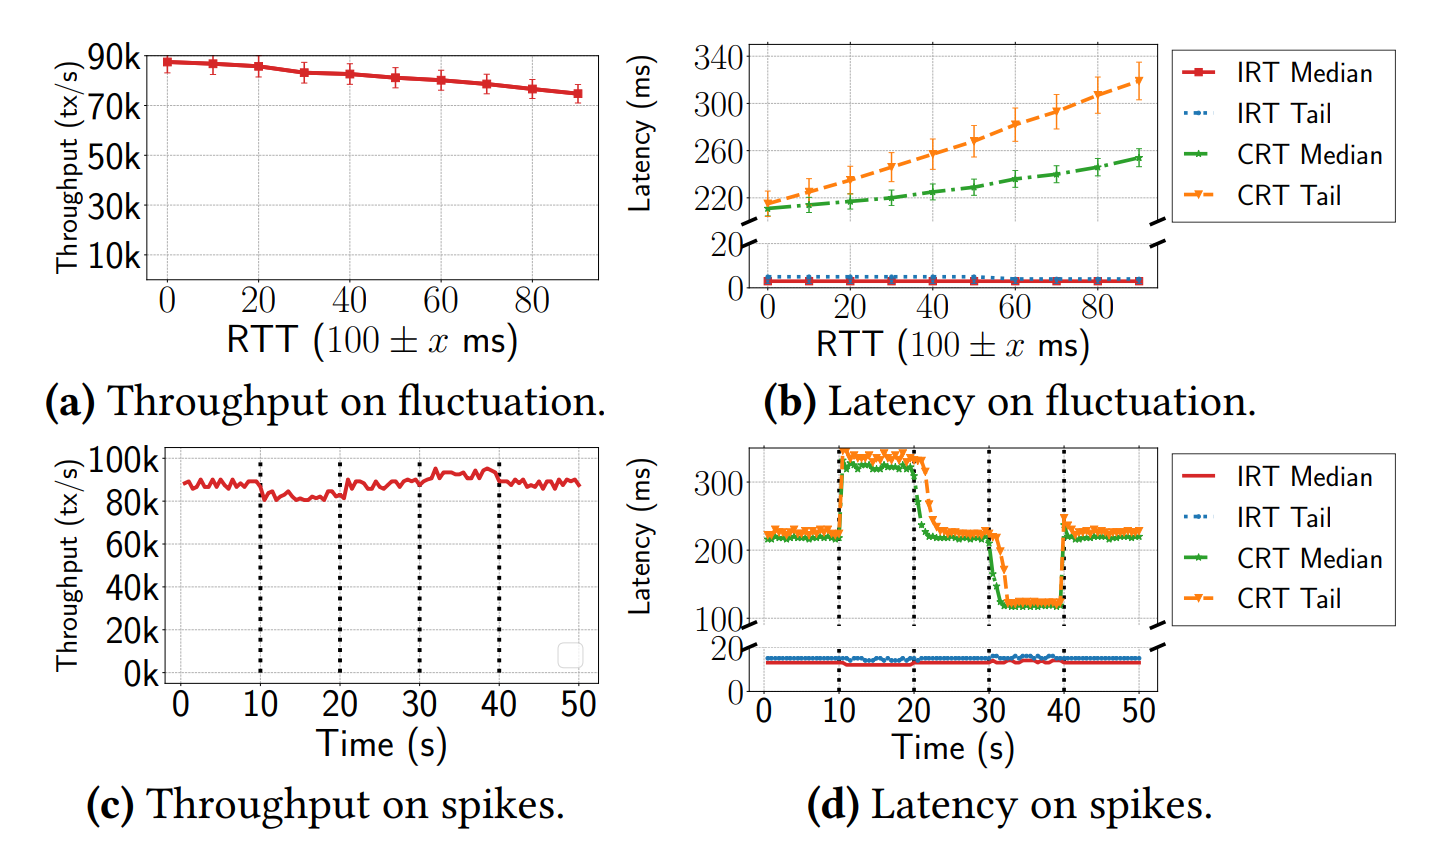 90k
70k
50k
30k
10k
Throughput (tx/s)
0 20 40 60 80
RTT (100 ± x ms)
(a) Throughput on fluctuation.
340
300
260
220
20
0
Latency (ms)
0 20 40 60 80
RTT (100 ± x ms)
IRT Median
IRT Tail
CRT Median
CRT Tail
(b) Latency on fluctuation.
100k
80k
60k
40k
20k
0k
Throughput (tx/s)
0 10 20 30 40 50
Time (s)
(c) Throughput on spikes.
300
200
100
20
0
Latency (ms)
0 10 20 30 40 50
Time (s)
IRT Median
IRT Tail
CRT Median
CRT Tail
(d) Latency on spikes.